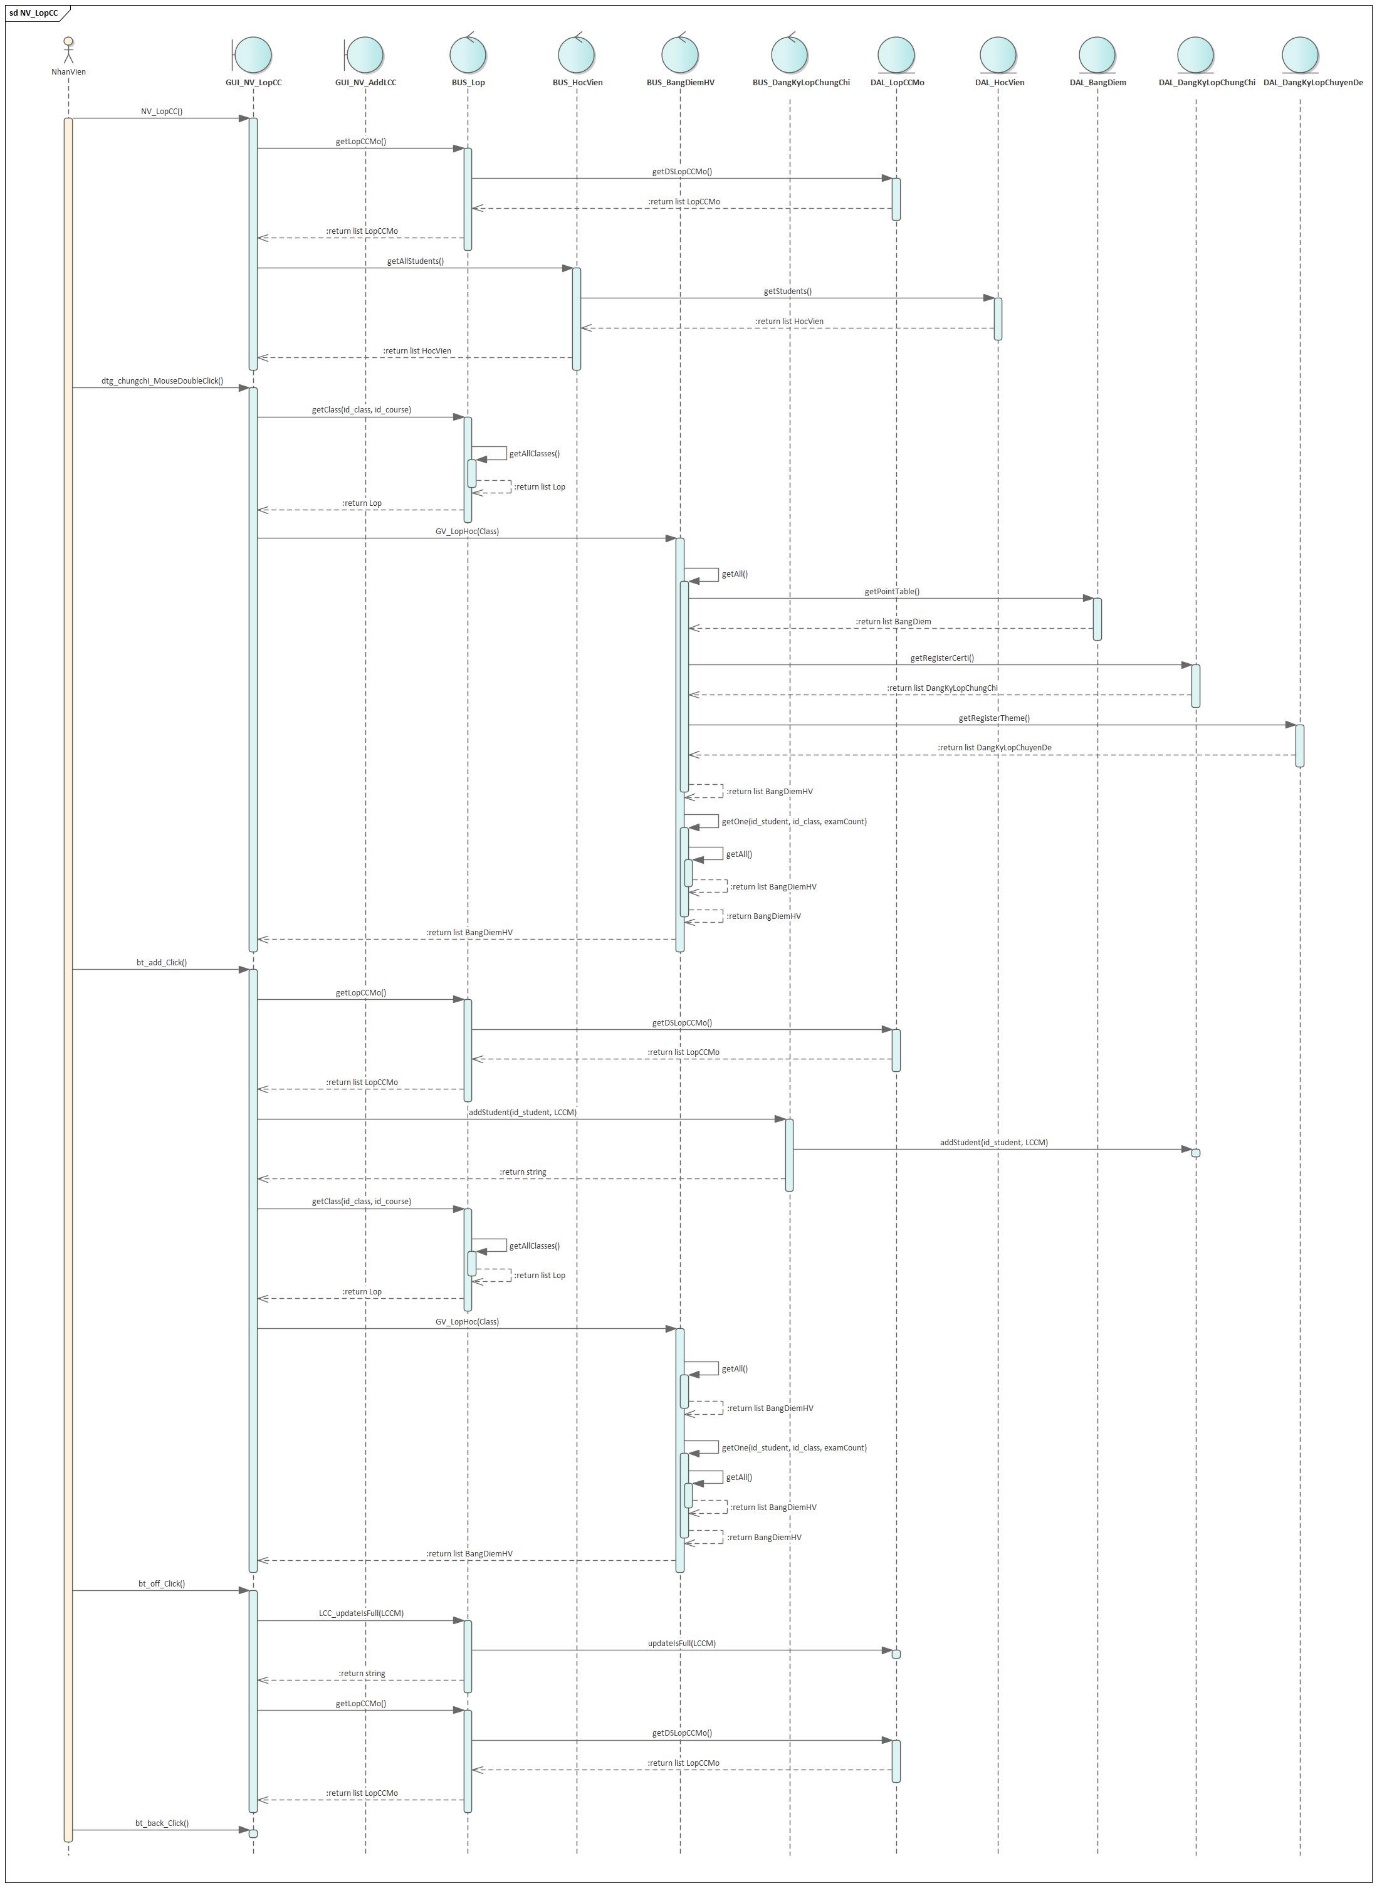 sd NV_LopCC
NhanVien
GUI_NV_LopCC
GUI_NV_AddLCC
BUS_Lop
BUS_HocVien
BUS_BangDiemHV
BUS_DangKyLopChungChi
DAL_LopCCMo
DAL_HocVien
DAL_BangDiem
DAL_DangKyLopChungChi
DAL_DangKyLopChuyenDe
NV_LopCC()
getLopCCMo()
getDSLopCCMo()
:return list LopCCMo
:return list LopCCMo
getAllStudents()
getStudents()
:return list HocVien
:return list HocVien
dtg_chungchi_MouseDoubleClick()
getClass(id_class, id_course)
getAllClasses()
:return list Lop
:return Lop
GV_LopHoc(Class)
getAll()
getPointTable()
:return list BangDiem
getRegisterCerti()
:return list DangKyLopChungChi
getRegisterTheme()
:return list DangKyLopChuyenDe
:return list BangDiemHV
getOne(id_student, id_class, examCount)
getAll()
:return list BangDiemHV
:return BangDiemHV
:return list BangDiemHV
bt_add_Click()
getLopCCMo()
getDSLopCCMo()
:return list LopCCMo
:return list LopCCMo
addStudent(id_student, LCCM)
addStudent(id_student, LCCM)
:return string
getClass(id_class, id_course)
getAllClasses()
:return list Lop
:return Lop
GV_LopHoc(Class)
getAll()
:return list BangDiemHV
getOne(id_student, id_class, examCount)
getAll()
:return list BangDiemHV
:return BangDiemHV
:return list BangDiemHV
bt_off_Click()
LCC_updateIsFull(LCCM)
updateIsFull(LCCM)
:return string
getLopCCMo()
getDSLopCCMo()
:return list LopCCMo
:return list LopCCMo
bt_back_Click()